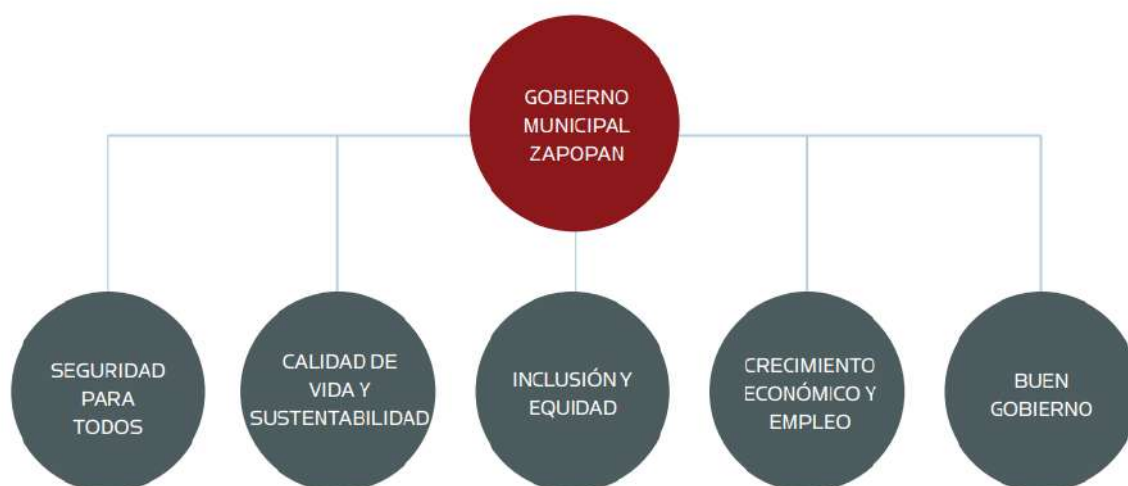 GOBIERNO
MUNICIPAL
ZAPOPAN
SEGURIDAD
PARA
TODOS
CALIDAD DE
VIDA Y
SUSTENTABILIDAD
INCLUSIÓN Y
EQUIDAD
CRECIMIENTO
ECONÓMICO Y
EMPLEO
BUEN
GOBIERNO